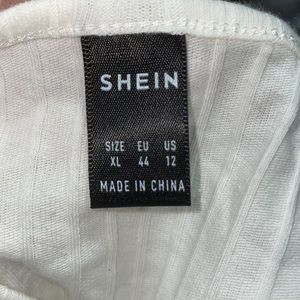 SHEIN
SIZE EU US
XL 44 12
MADE IN CHINA